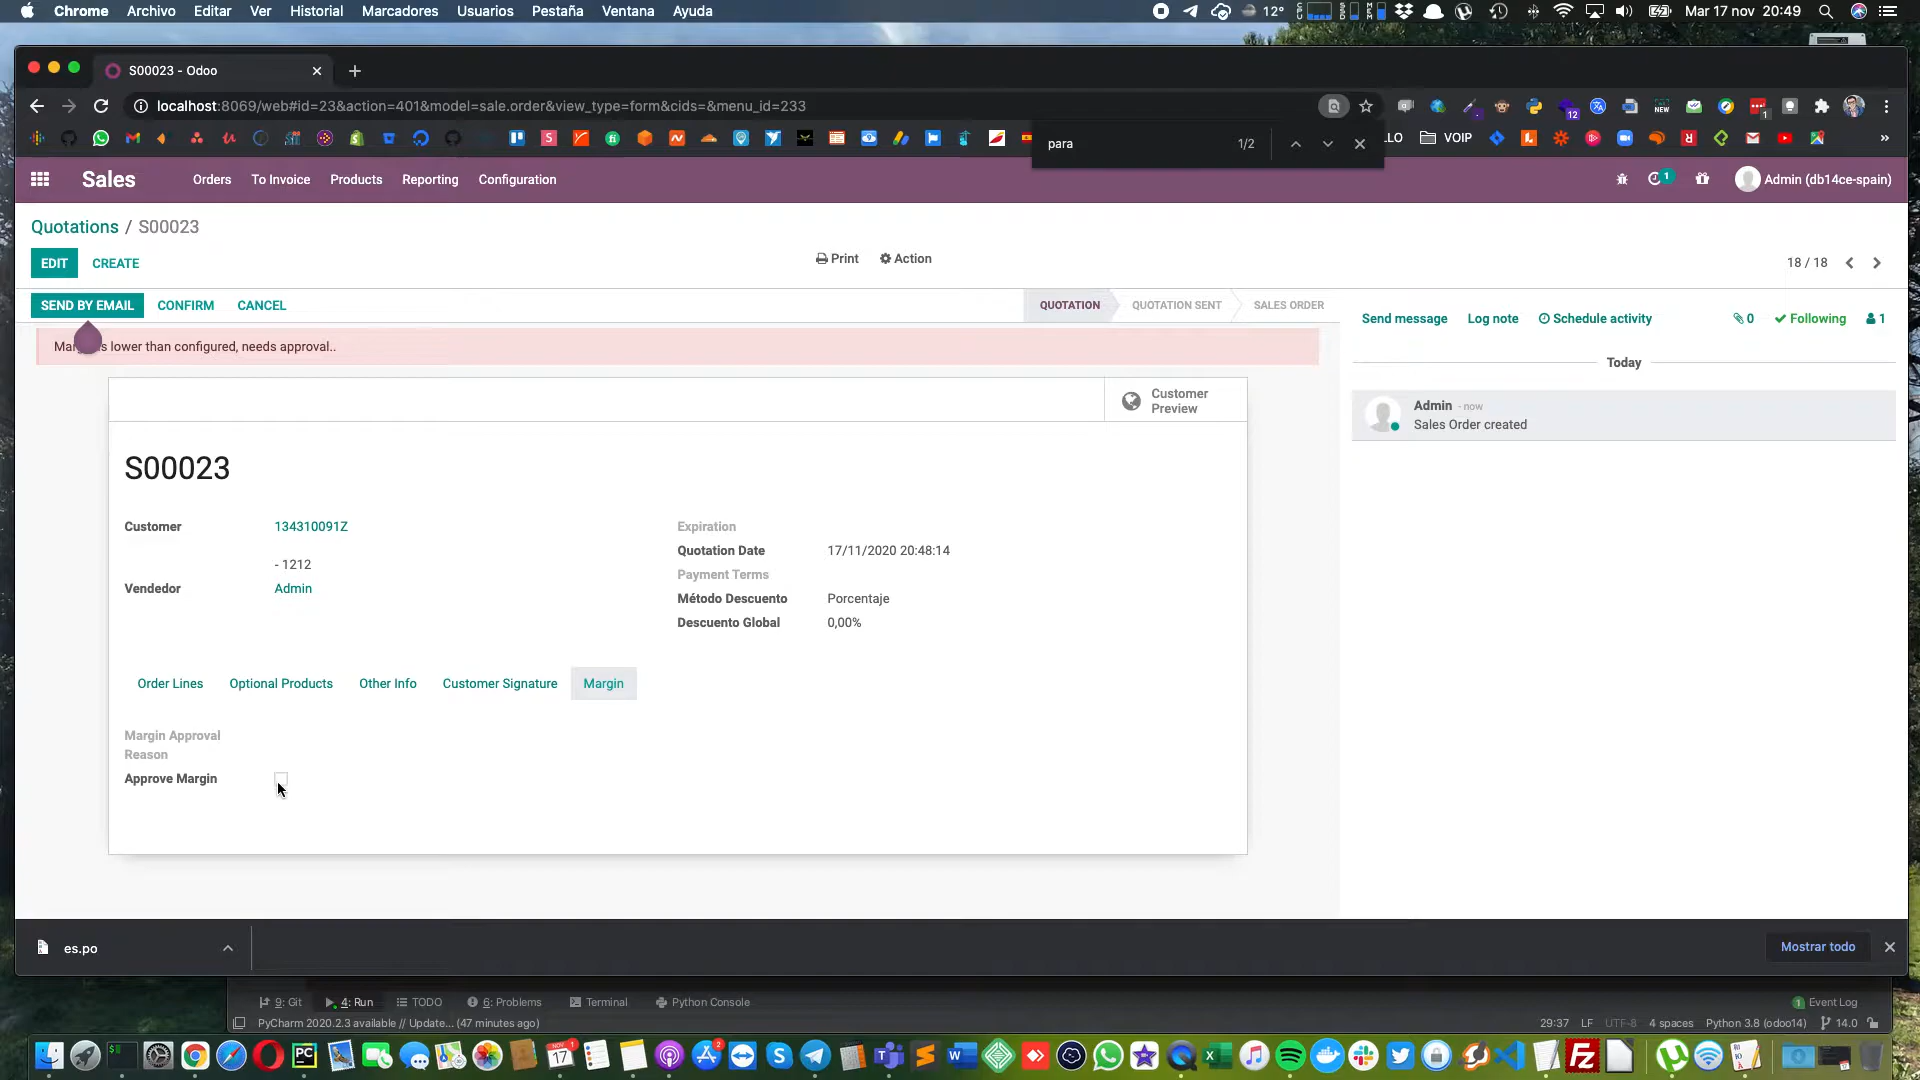 Chrome Archivo Editar Ver Historial Marcadores Usuarios Pestaña Ventana Ayuda
12° Mar 17 nov 20:49
S00023 - Odoo
localhost:8069/web#id=23&action=401&model=sale.order&view_type=form&cids=&menu_id=233
12 NEW 1
para 1/2
LO VOIP
Sales Orders To Invoice Products Reporting Configuration
1 Admin (db14ce-spain)
Quotations / S00023
EDIT CREATE
Print Action
18 / 18
SEND BY EMAIL CONFIRM CANCEL
QUOTATION QUOTATION SENT SALES ORDER
Send message Log note Schedule activity 0 Following 1
s lower than configured, needs approval..
Today
Customer
Preview
Admin - now
Sales Order created
S00023
Customer 134310091Z
- 1212
Vendedor Admin
Expiration
Quotation Date 17/11/2020 20:48:14
Payment Terms
Método Descuento Porcentaje
Descuento Global 0,00%
Order Lines Optional Products Other Info Customer Signature Margin
Margin Approval
Reason
Approve Margin
es.po
Mostrar todo
9: Git 4: Run TODO 6: Problems Terminal Python Console
1 Event Log
PyCharm 2020.2.3 available // Update... (47 minutes ago)
29:37 LF UTF-8 4 spaces Python 3.8 (odoo14) 14.0